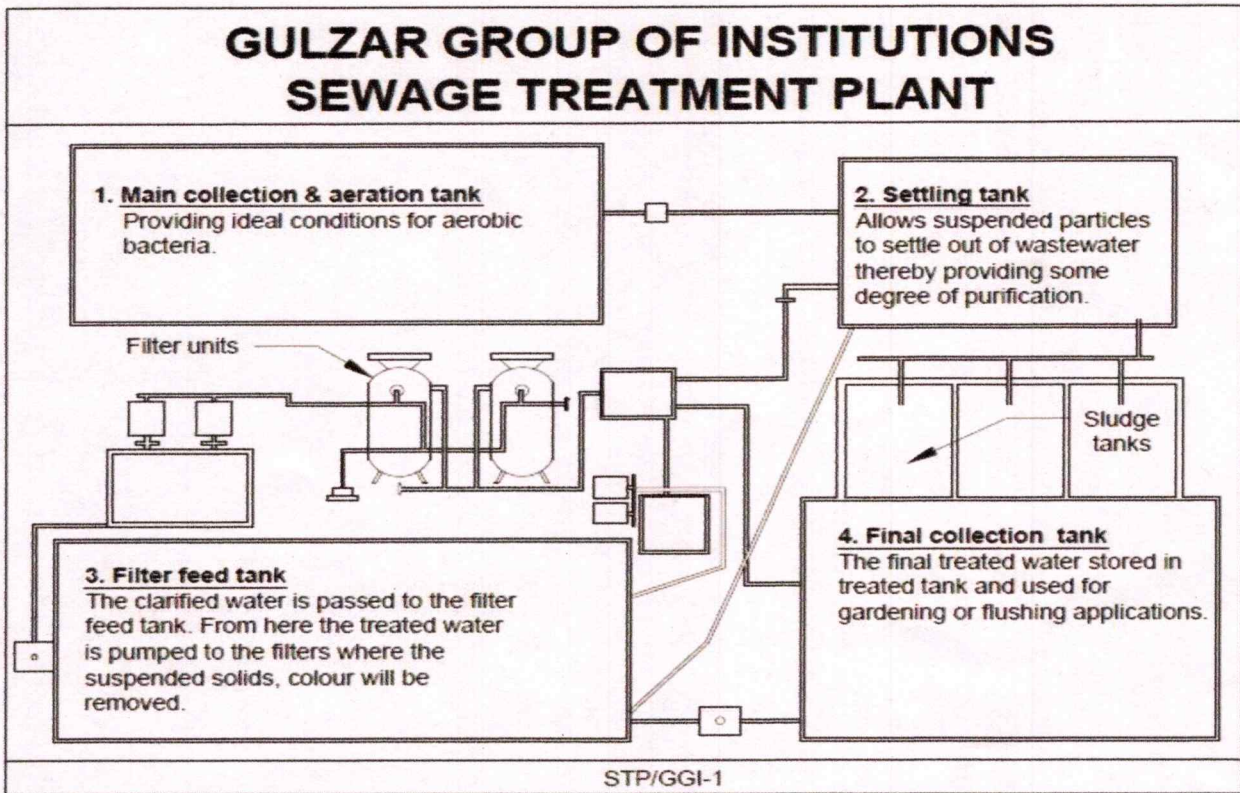 GULZAR GROUP OF INSTITUTIONS
SEWAGE TREATMENT PLANT
1. Main collection & aeration tank
Providing ideal conditions for aerobic
bacteria.
2. Settling tank
Allows suspended particles
to settle out of wastewater
thereby providing some
degree of purification.
Filter units
Sludge
tanks
3. Filter feed tank
The clarified water is passed to the filter
feed tank. From here the treated water
is pumped to the filters where the
suspended solids, colour will be
removed.
4. Final collection tank
The final treated water stored in
treated tank and used for
gardening or flushing applications.
STP/GGI-1